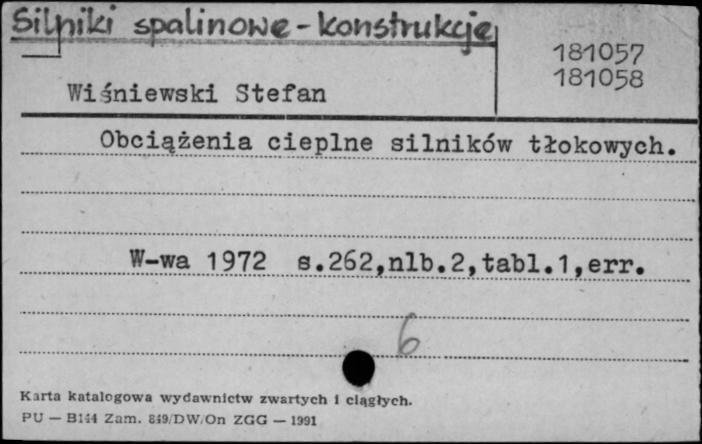 Silniki spalinowe - konstrukcje
181057
181058
Wiśniewski Stefan
Obciążenia cieplne silników tłokowych.
W-wa 1972 s.262,nlb.2,tabl.1,err.
6
Karta katalogowa wydawnictw zwartych i ciągłych.
PU — B144 Zam. 849/DW/On ZGG — 1991